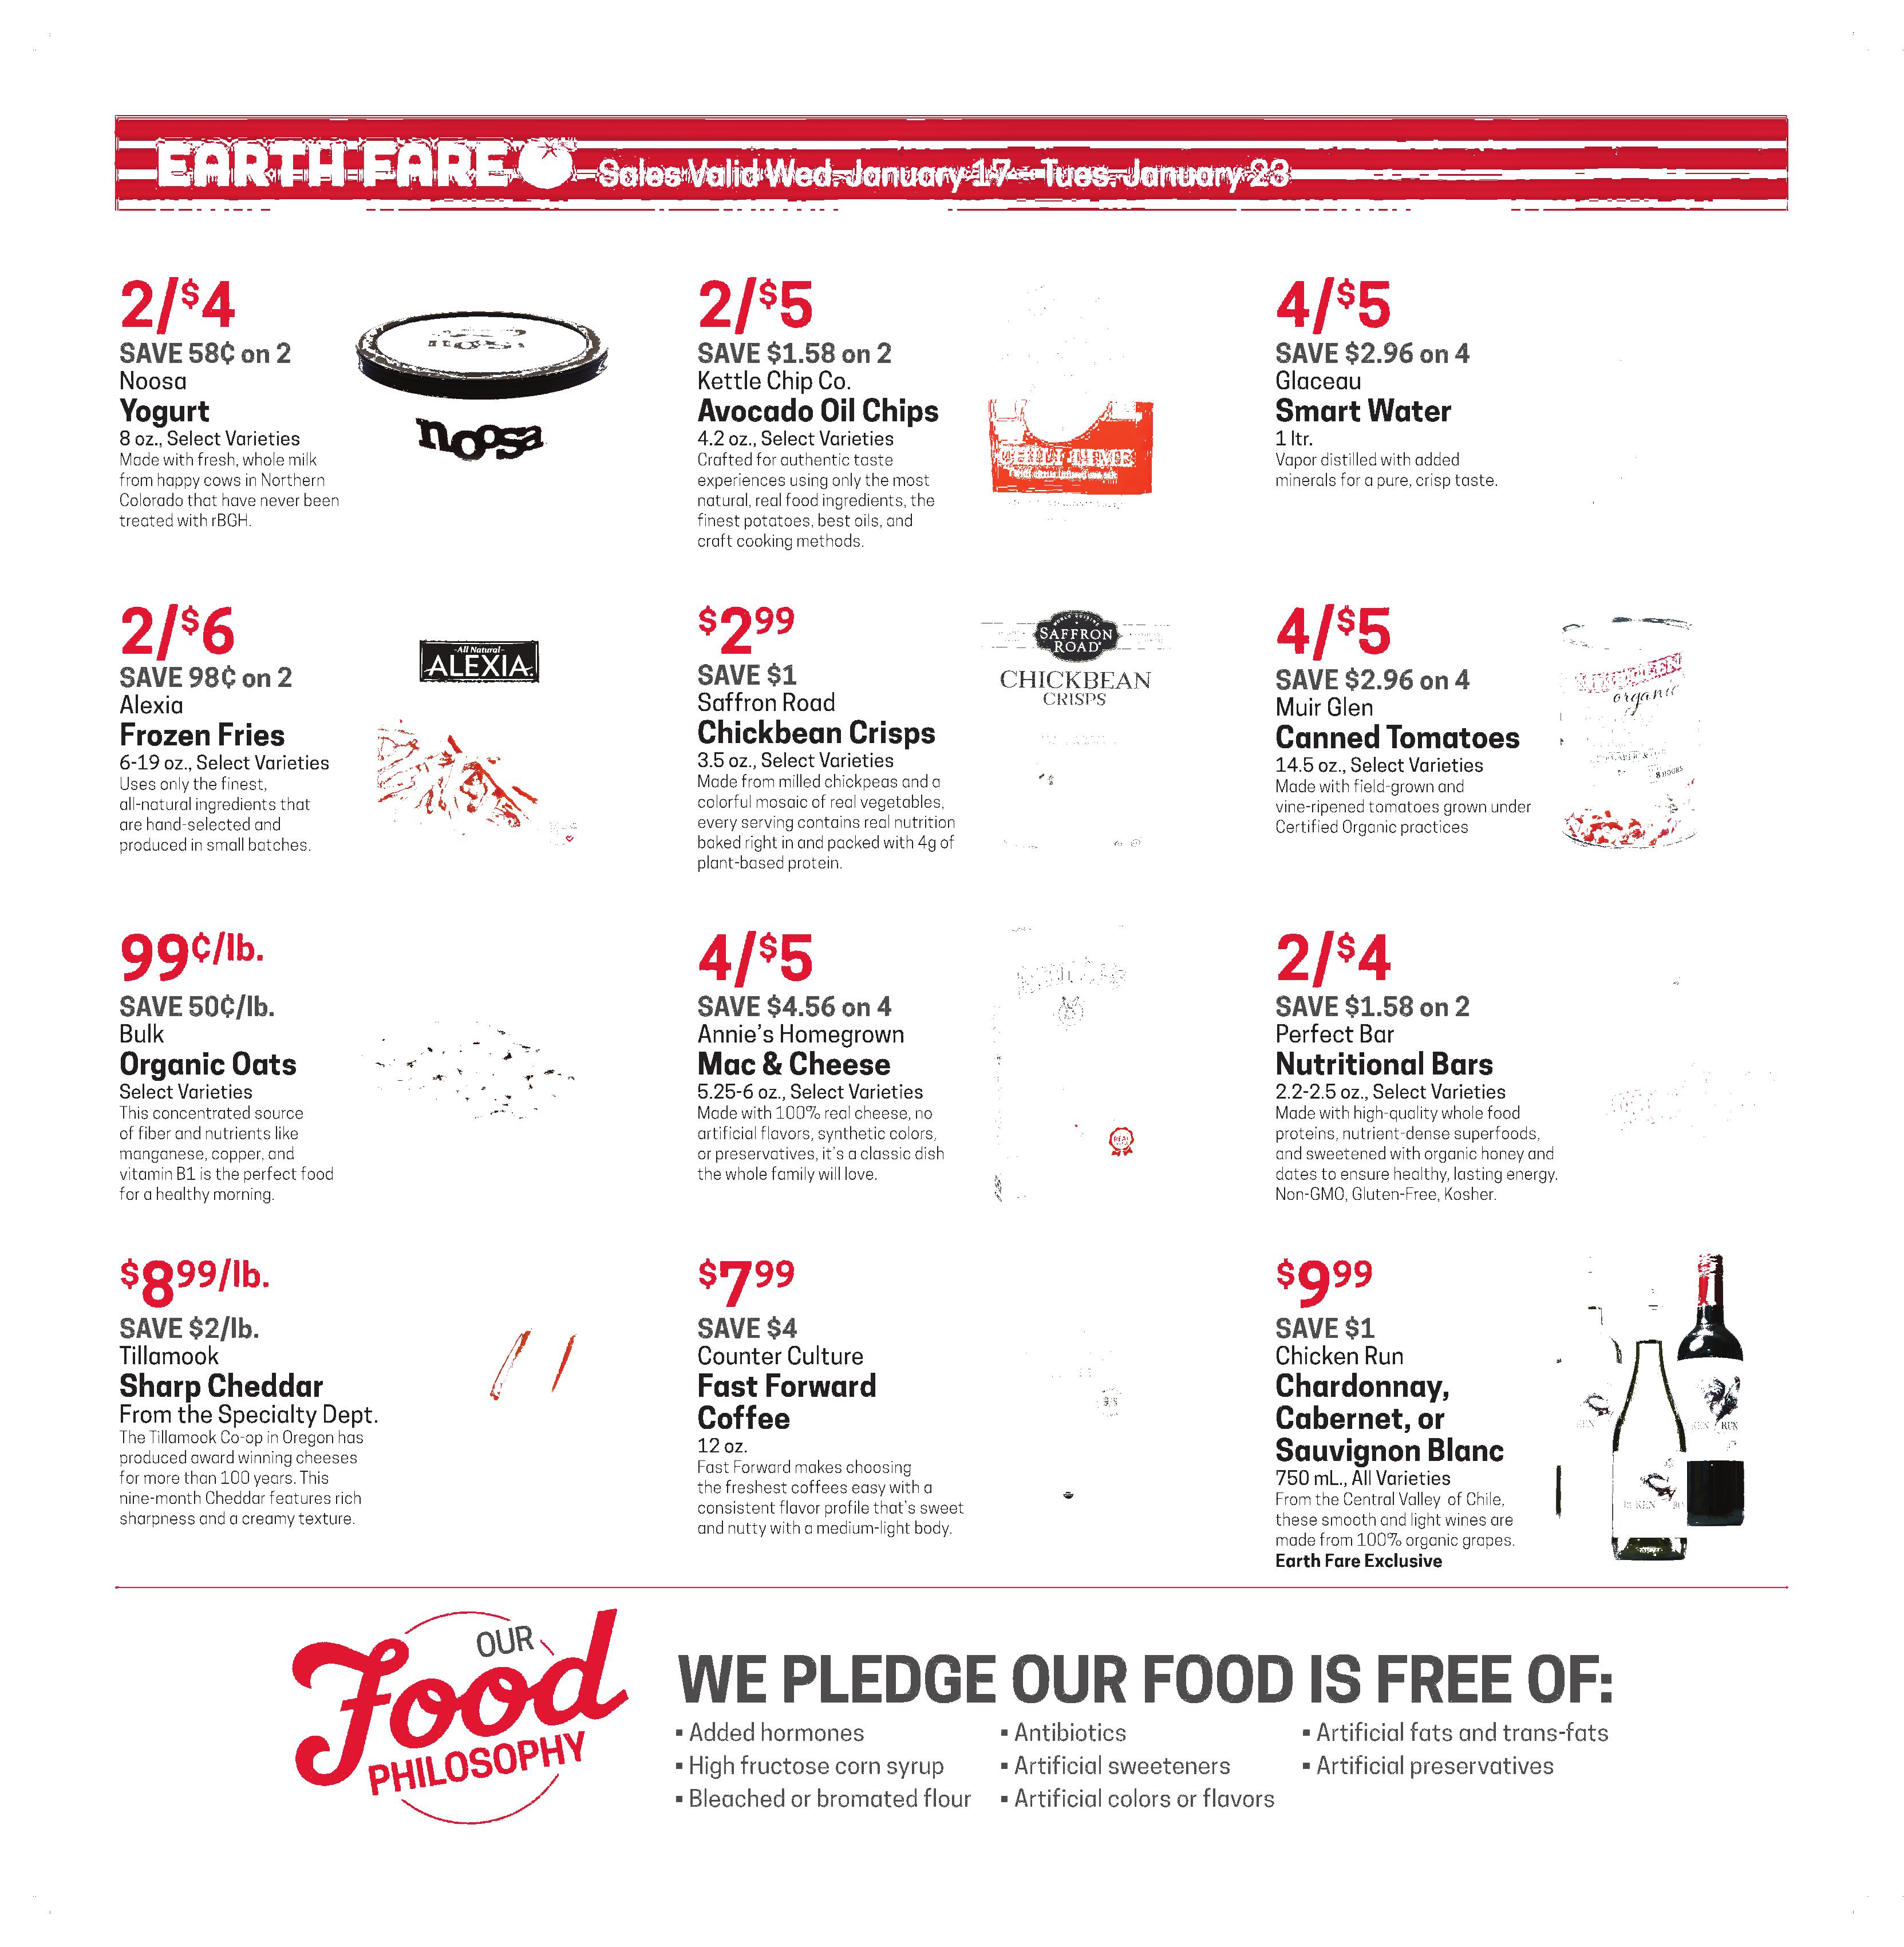 EARTH FARE Sales Valid Wed. January 17 - Tues. January 23
2/$4
SAVE 58¢ on 2
Noosa
Yogurt
8 oz., Select Varieties
Made with fresh, whole milk
from happy cows in Northern
Colorado that have never been
treated with rBGH.
noosa
noosa
2/$5
SAVE $1.58 on 2
Kettle Chip Co.
Avocado Oil Chips
4.2 oz., Select Varieties
Crafted for authentic taste
experiences using only the most
natural, real food ingredients, the
finest potatoes, best oils, and
craft cooking methods.
CHILI LIME
4/$5
SAVE $2.96 on 4
Glaceau
Smart Water
1 ltr.
Vapor distilled with added
minerals for a pure, crisp taste.
2/$6
SAVE 98¢ on 2
Alexia
Frozen Fries
6-19 oz., Select Varieties
Uses only the finest,
all-natural ingredients that
are hand-selected and
produced in small batches.
All Natural
ALEXIA
$299
SAVE $1
Saffron Road
Chickbean Crisps
3.5 oz., Select Varieties
Made from milled chickpeas and a
colorful mosaic of real vegetables,
every serving contains real nutrition
baked right in and packed with 4g of
plant-based protein.
WORLD CUISINE
SAFFRON
ROAD
CHICKBEAN
CRISPS
4/$5
SAVE $2.96 on 4
Muir Glen
Canned Tomatoes
14.5 oz., Select Varieties
Made with field-grown and
vine-ripened tomatoes grown under
Certified Organic practices
organic
8 HOURS
99¢/lb.
SAVE 50¢/lb.
Bulk
Organic Oats
Select Varieties
This concentrated source
of fiber and nutrients like
manganese, copper, and
vitamin B1 is the perfect food
for a healthy morning.
4/$5
SAVE $4.56 on 4
Annie's Homegrown
Mac & Cheese
5.25-6 oz., Select Varieties
Made with 100% real cheese, no
artificial flavors, synthetic colors,
or preservatives, it's a classic dish
the whole family will love.
REAL
2/$4
SAVE $1.58 on 2
Perfect Bar
Nutritional Bars
2.2-2.5 oz., Select Varieties
Made with high-quality whole food
proteins, nutrient-dense superfoods,
and sweetened with organic honey and
dates to ensure healthy, lasting energy.
Non-GMO, Gluten-Free, Kosher.
$899/lb.
SAVE $2/lb.
Tillamook
Sharp Cheddar
From the Specialty Dept.
The Tillamook Co-op in Oregon has
produced award winning cheeses
for more than 100 years. This
nine-month Cheddar features rich
sharpness and a creamy texture.
$799
SAVE $4
Counter Culture
Fast Forward
Coffee
12 oz.
Fast Forward makes choosing
the freshest coffees easy with a
consistent flavor profile that's sweet
and nutty with a medium-light body.
$999
SAVE $1
Chicken Run
Chardonnay,
Cabernet, or
Sauvignon Blanc
750 mL., All Varieties
From the Central Valley of Chile,
these smooth and light wines are
made from 100% organic grapes.
Earth Fare Exclusive
OUR
Food
PHILOSOPHY
WE PLEDGE OUR FOOD IS FREE OF:
▪ Added hormones
▪ High fructose corn syrup
▪ Bleached or bromated flour
▪ Antibiotics
▪ Artificial sweeteners
▪ Artificial colors or flavors
▪ Artificial fats and trans-fats
▪ Artificial preservatives